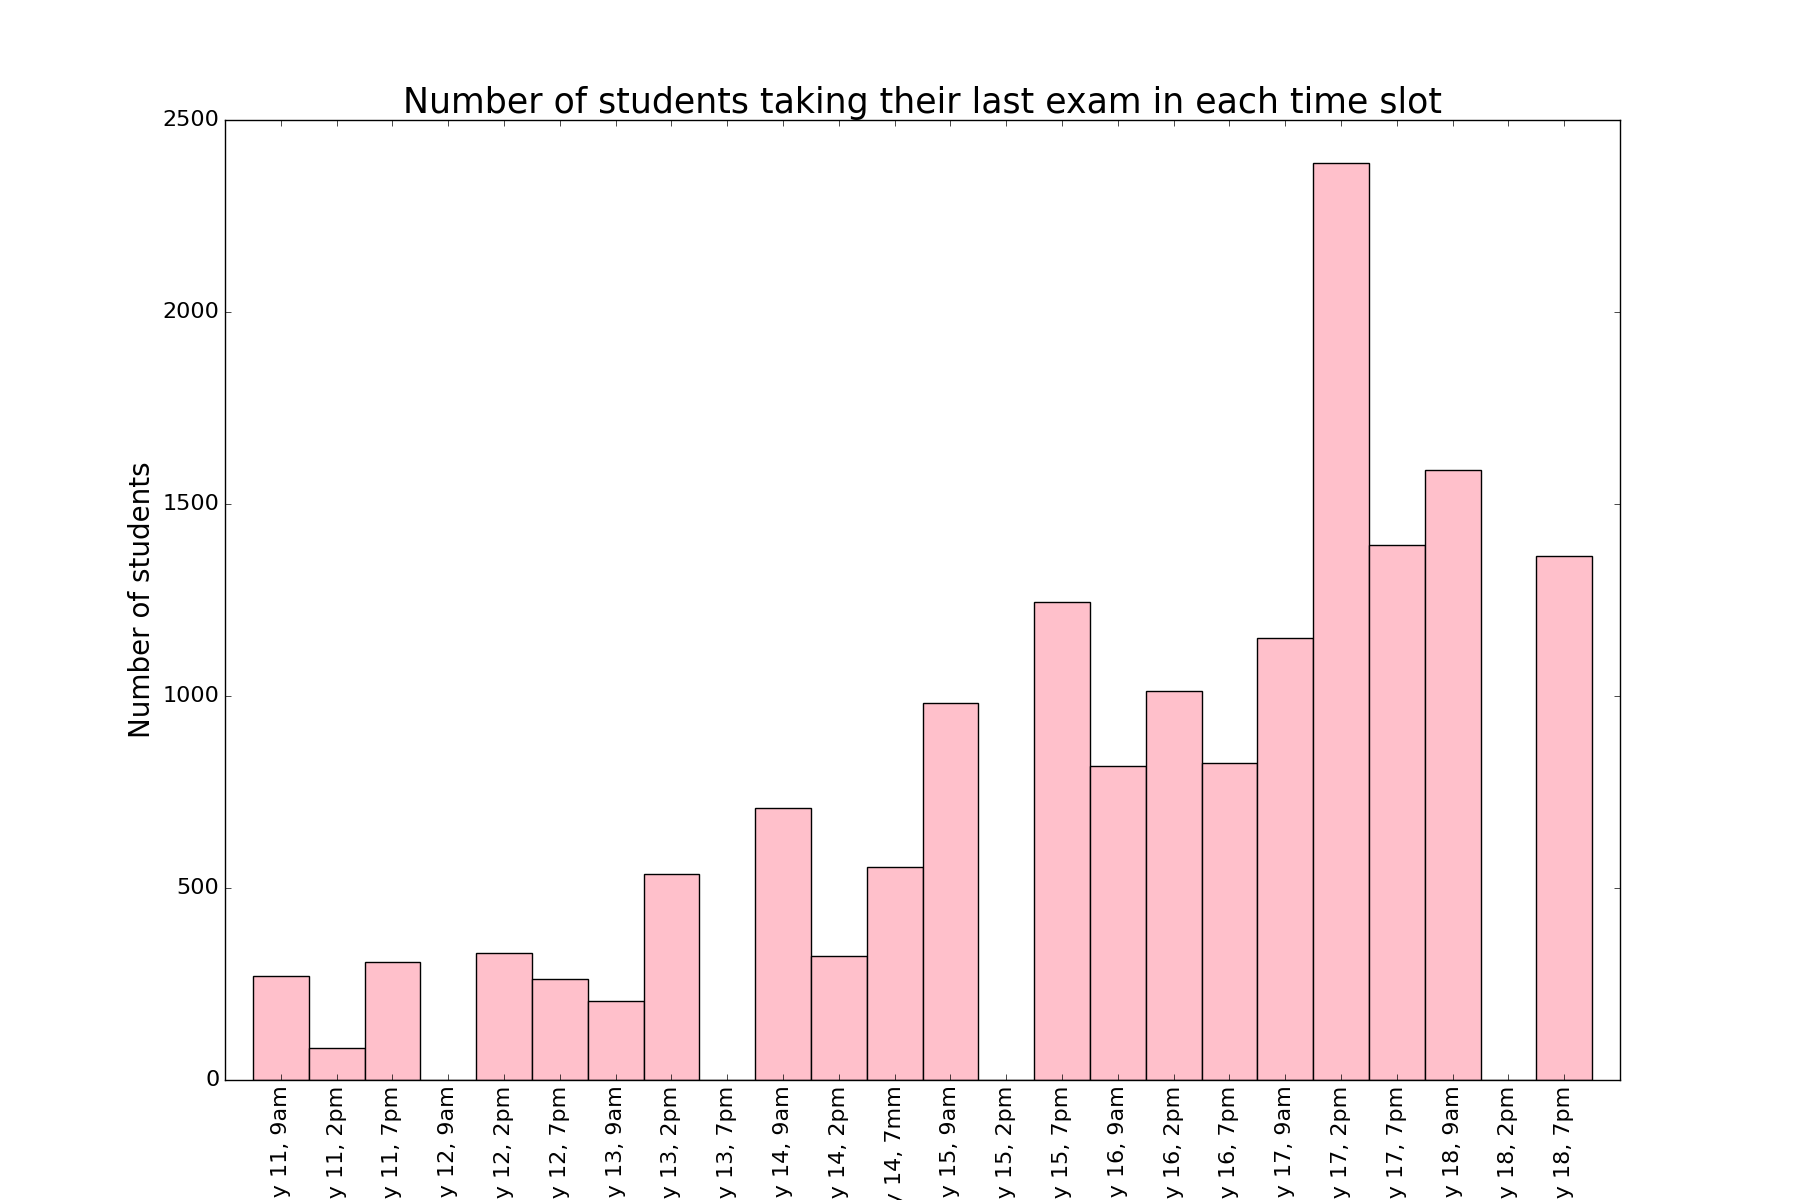 Number of students taking their last exam in each time slot
Number of students
2500
2000
1500
1000
500
0
y 11, 9am
y 11, 2pm
y 11, 7pm
y 12, 9am
y 12, 2pm
y 12, 7pm
y 13, 9am
y 13, 2pm
y 13, 7pm
y 14, 9am
y 14, 2pm
y 14, 7mm
y 15, 9am
y 15, 2pm
y 15, 7pm
y 16, 9am
y 16, 2pm
y 16, 7pm
y 17, 9am
y 17, 2pm
y 17, 7pm
y 18, 9am
y 18, 2pm
y 18, 7pm